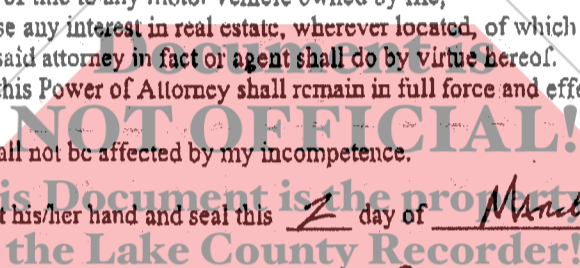 of title to any motor vehicle owned by me,
se any interest in real estate, wherever located, of which
said attorney in fact or agent shall do by virtue hereof.
Document is
this Power of Attorney shall remain in full force and effe
NOT OFFICIAL!
all not be affected by my incompetence.
is Document is the property
t his/her hand and seal this 2 day of March
the Lake County Recorder!